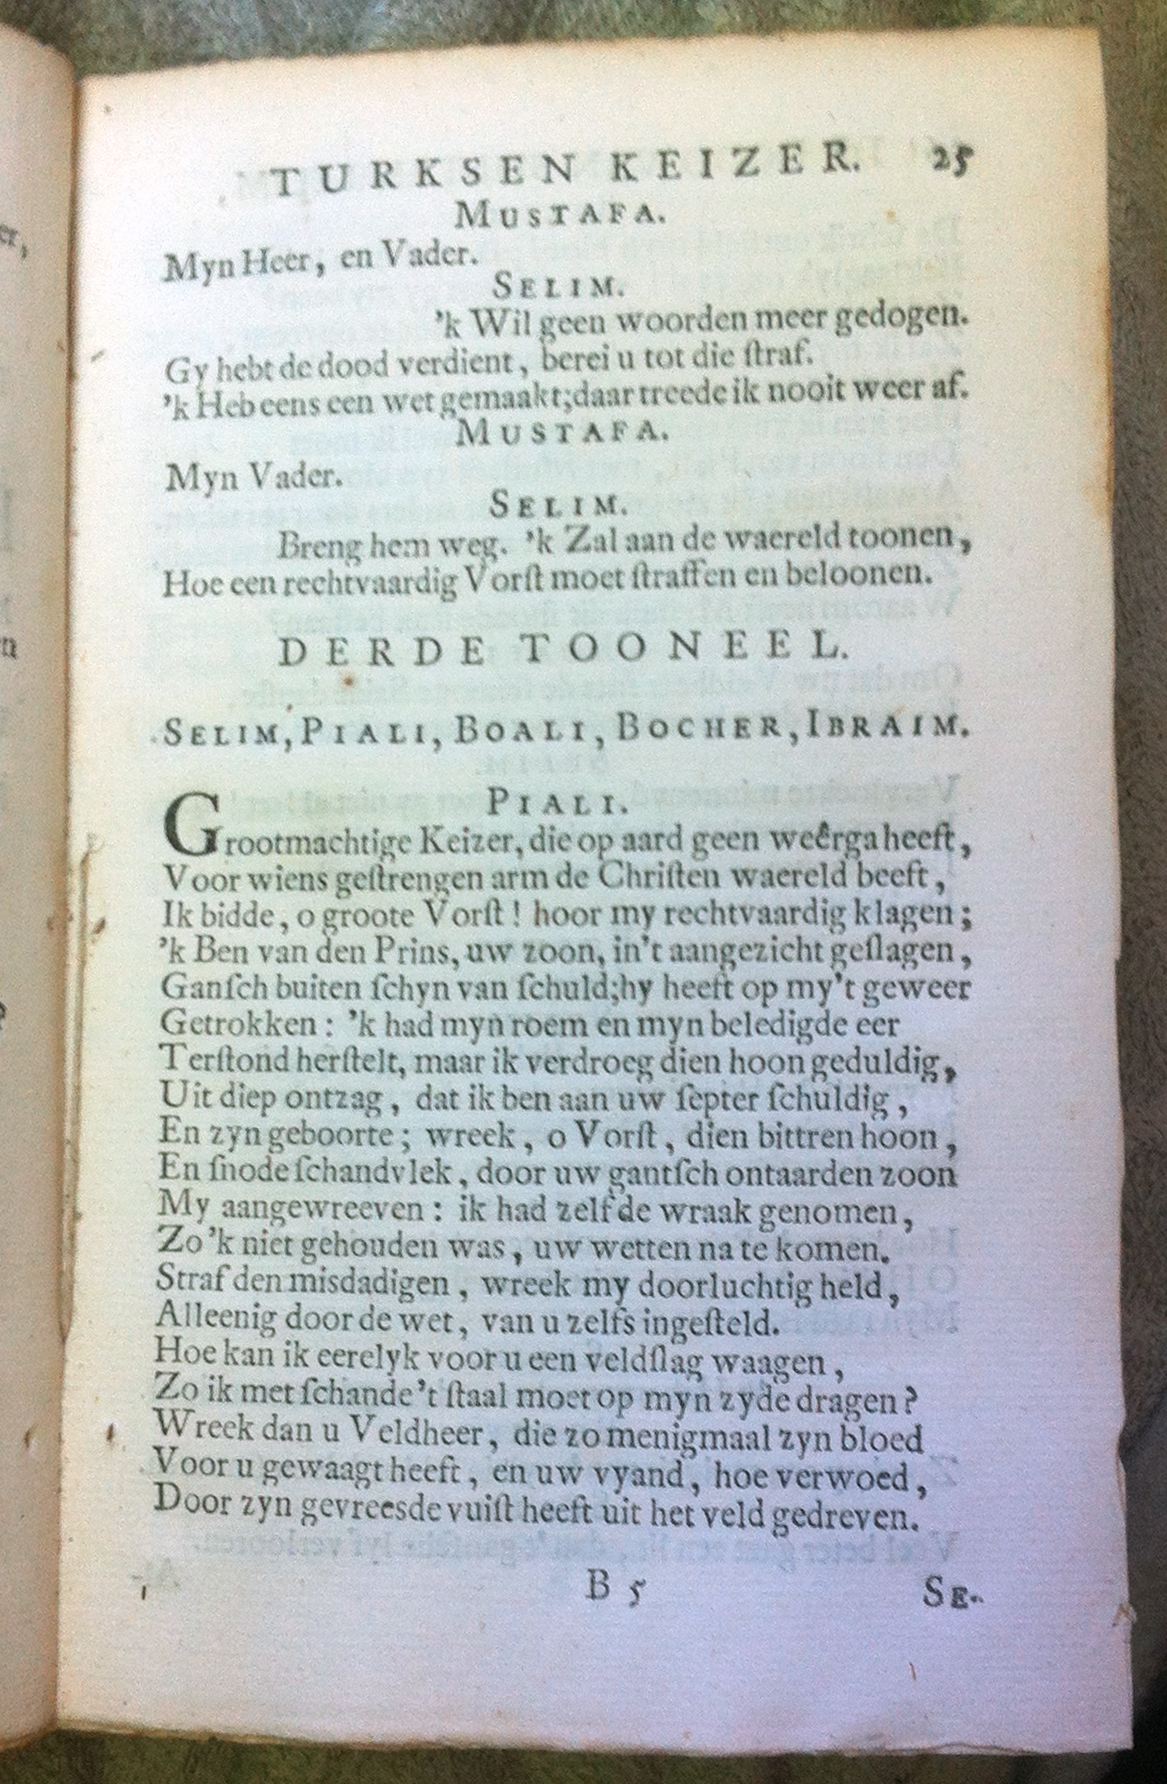 TURKSEN KEIZER. 25
MUSTAFA.
Myn Heer, en Vader.
SELIM.
'k Wil geen woorden meer gedogen.
Gy hebt de dood verdient, berei u tot die ſtraf.
'k Heb eens een wet gemaakt; daar treede ik nooit weer af.
MUSTAFA.
Myn Vader.
SELIM.
Breng hem weg. 'k Zal aan de waereld toonen,
Hoe een rechtvaardig Vorſt moet ſtraffen en beloonen.
DERDE TOONEEL.
SELIM, PIALI, BOALI, BOCHER, IBRAIM.
PIALI.
Grootmachtige Keizer, die op aard geen weêrga heeft,
Voor wiens geſtrengen arm de Chriſten waereld beeft,
Ik bidde, o groote Vorſt! hoor my rechtvaardig klagen;
'k Ben van den Prins, uw zoon, in't aangezicht geſlagen,
Ganſch buiten ſchyn van ſchuld; hy heeft op my't geweer
Getrokken: 'k had myn roem en myn beledigde eer
Terſtond herſtelt, maar ik verdroeg dien hoon geduldig,
Uit diep ontzag, dat ik ben aan uw ſepter ſchuldig,
En zyn geboorte; wreek, o Vorſt, dien bittren hoon,
En ſnode ſchandvlek, door uw gantſch ontaarden zoon
My aangewreeven: ik had zelf de wraak genomen,
Zo 'k niet gehouden was, uw wetten na te komen.
Straf den misdadigen, wreek my doorluchtig held,
Alleenig door de wet, van u zelfs ingeſteld.
Hoe kan ik eerelyk voor u een veldſlag waagen,
Zo ik met ſchande 't ſtaal moet op myn zyde dragen?
Wreek dan u Veldheer, die zo menigmaal zyn bloed
Voor u gewaagt heeft, en uw vyand, hoe verwoed,
Door zyn gevreesde vuiſt heeft uit het veld gedreven.
B 5 SE-